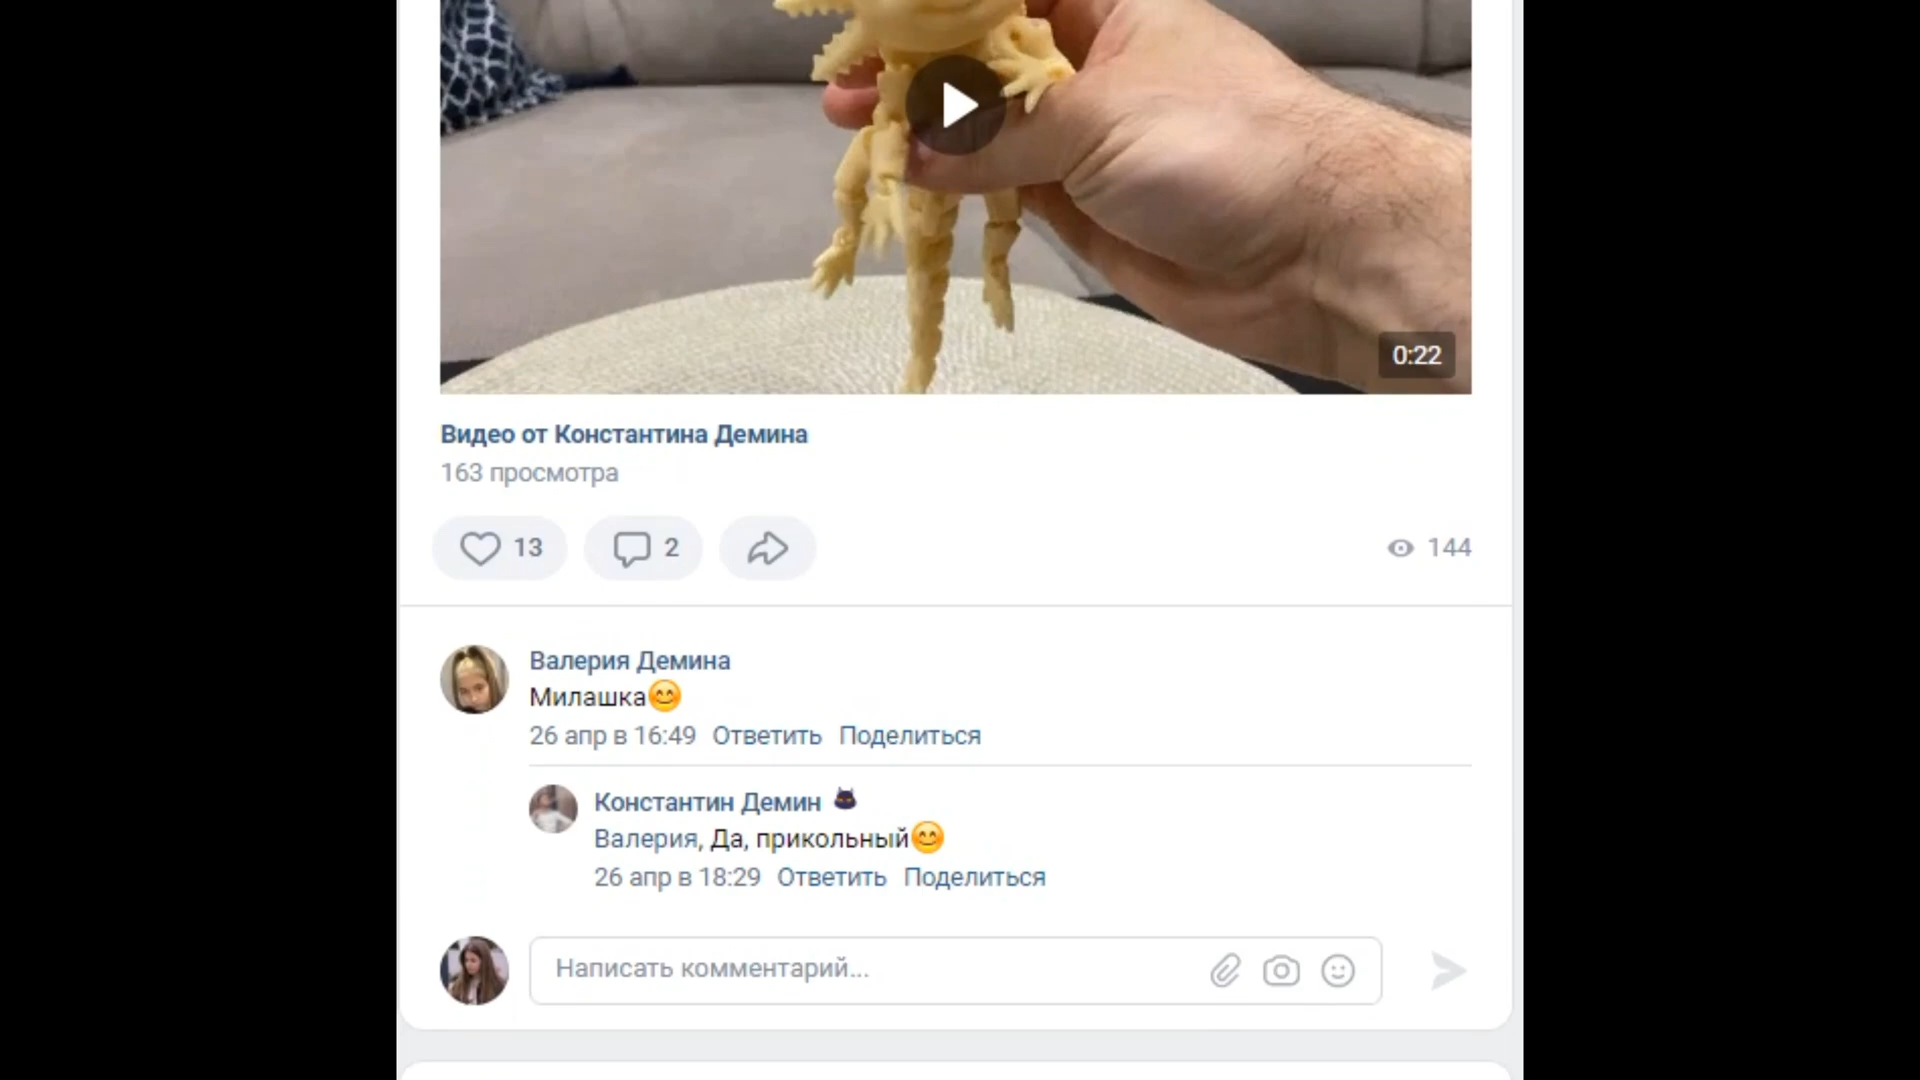 0:22
Видео от Константина Демина
163 просмотра
13
2
144
Валерия Демина
Милашка😊
26 апр в 16:49 Ответить Поделиться
Константин Демин
Валерия, Да, прикольный😊
26 апр в 18:29 Ответить Поделиться
Написать комментарий...